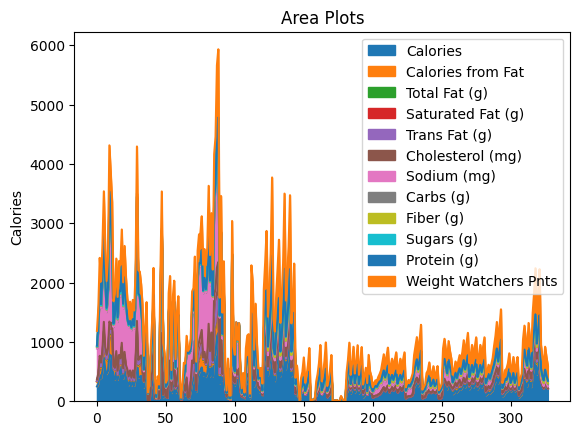 Area Plots
Calories
6000
5000
4000
3000
2000
1000
0
0 50 100 150 200 250 300
Calories
Calories from Fat
Total Fat (g)
Saturated Fat (g)
Trans Fat (g)
Cholesterol (mg)
Sodium (mg)
Carbs (g)
Fiber (g)
Sugars (g)
Protein (g)
Weight Watchers Pnts